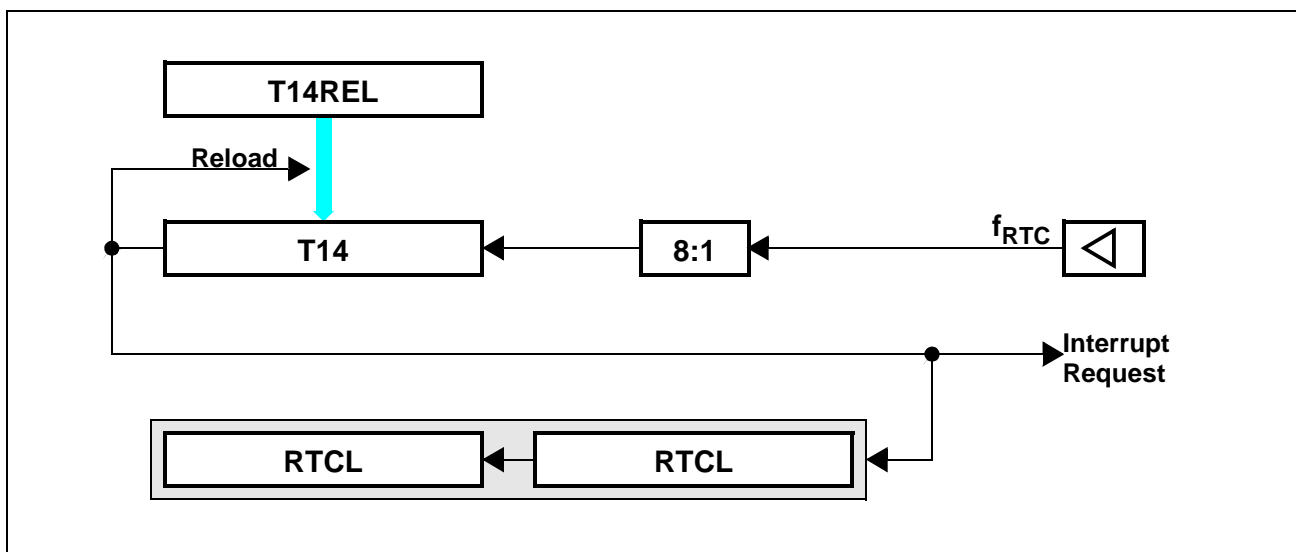 T14REL
Reload
T14
8:1
fRTC
Interrupt
Request
RTCL
RTCL